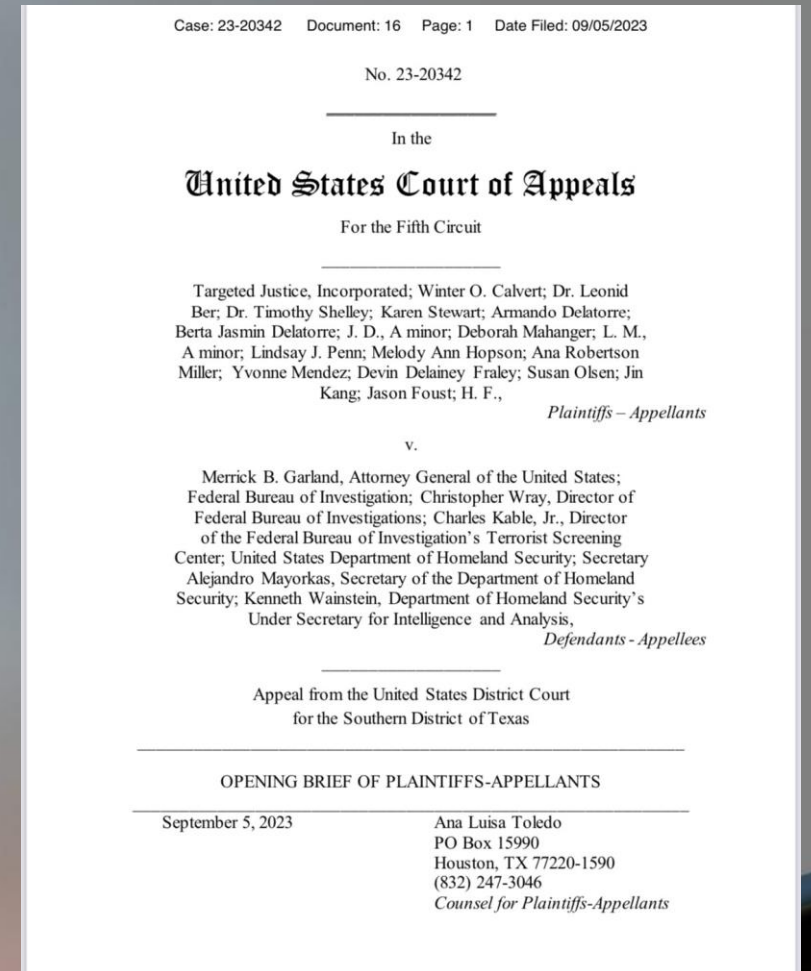 Case: 23-20342 Document: 16 Page: 1 Date Filed: 09/05/2023
No. 23-20342
In the
United States Court of Appeals
For the Fifth Circuit
Targeted Justice, Incorporated; Winter O. Calvert; Dr. Leonid
Ber; Dr. Timothy Shelley; Karen Stewart; Armando Delatorre;
Berta Jasmin Delatorre; J. D., A minor; Deborah Mahanger; L. M.,
A minor; Lindsay J. Penn; Melody Ann Hopson; Ana Robertson
Miller; Yvonne Mendez; Devin Delainey Fraley; Susan Olsen; Jin
Kang; Jason Foust; H. F.,
Plaintiffs – Appellants
v.
Merrick B. Garland, Attorney General of the United States;
Federal Bureau of Investigation; Christopher Wray, Director of
Federal Bureau of Investigations; Charles Kable, Jr., Director
of the Federal Bureau of Investigation’s Terrorist Screening
Center; United States Department of Homeland Security; Secretary
Alejandro Mayorkas, Secretary of the Department of Homeland
Security; Kenneth Wainstein, Department of Homeland Security’s
Under Secretary for Intelligence and Analysis,
Defendants - Appellees
Appeal from the United States District Court
for the Southern District of Texas
OPENING BRIEF OF PLAINTIFFS-APPELLANTS
September 5, 2023 Ana Luisa Toledo
PO Box 15990
Houston, TX 77220-1590
(832) 247-3046
Counsel for Plaintiffs-Appellants